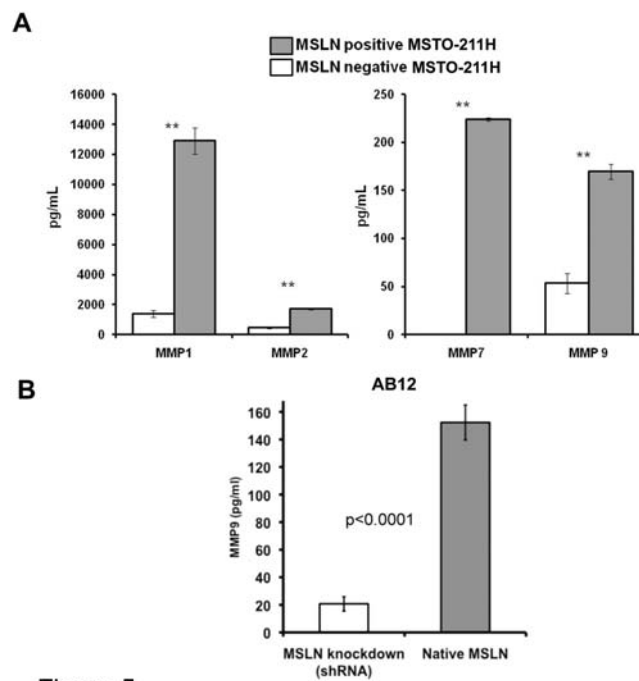 A
MSLN positive MSTO-211H
MSLN negative MSTO-211H
16000
14000
12000
10000
8000
6000
4000
2000
0
pg/mL
**
**
MMP1
MMP2
250
200
150
100
50
0
pg/mL
**
**
MMP7
MMP 9
B
AB12
160
140
120
100
80
60
40
20
0
MMP9 (pg/ml)
p<0.0001
MSLN knockdown
(shRNA)
Native MSLN